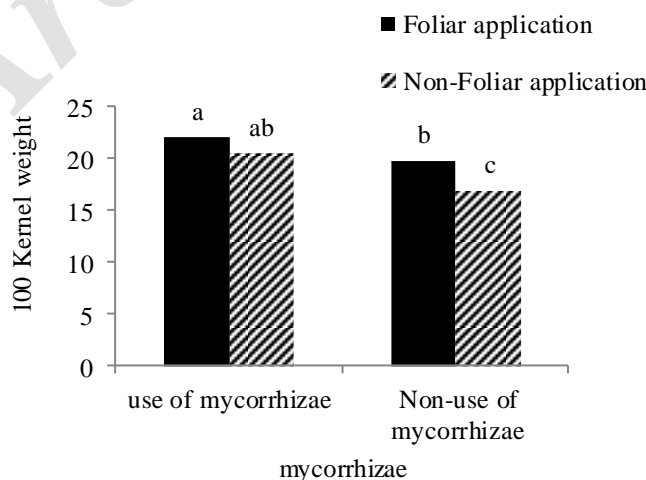 Foliar application
Non-Foliar application
25
20
15
10
5
0
100 Kernel weight
a
ab
b
c
use of mycorrhizae
Non-use of
mycorrhizae
mycorrhizae